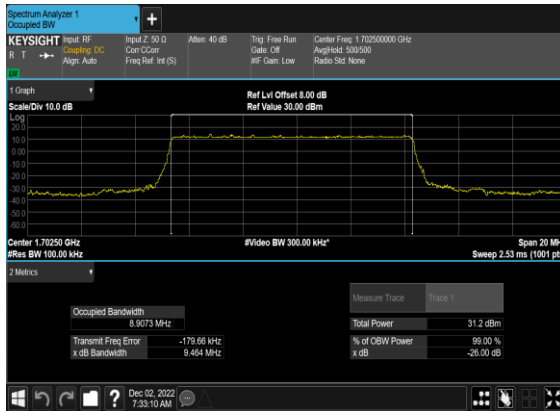 Spectrum Analyzer 1
Occupied BW
KEYSIGHT
R T
Input: RF
Coupling: DC
Align: Auto
Input Z: 50 Ω
Corr CCorr
Freq Ref: Int (S)
Atten: 40 dB
Trig: Free Run
Gate: Off
#IF Gain: Low
Center Freq: 1.702500000 GHz
Avg|Hold: 500/500
Radio Std: None
1 Graph
Scale/Div 10.0 dB
Ref Lvl Offset 8.00 dB
Ref Value 30.00 dBm
Log
20.0
10.0
0.00
-10.0
-20.0
-30.0
-40.0
-50.0
-60.0
Center 1.70250 GHz
#Res BW 100.00 kHz
#Video BW 300.00 kHz*
Span 20 MH
Sweep 2.53 ms (1001 pt
2 Metrics
Occupied Bandwidth
8.9073 MHz
Transmit Freq Error -179.66 kHz
x dB Bandwidth 9.464 MHz
Measure Trace Trace 1
Total Power 31.2 dBm
% of OBW Power 99.00 %
x dB -26.00 dB
?
Dec 02, 2022
7:33:10 AM